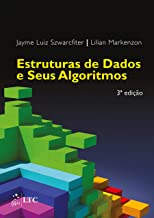 Jayme Luiz Szwarcfiter | Lilian Markenzon
Estruturas de Dados
e Seus Algoritmos
3ª edição
LTC